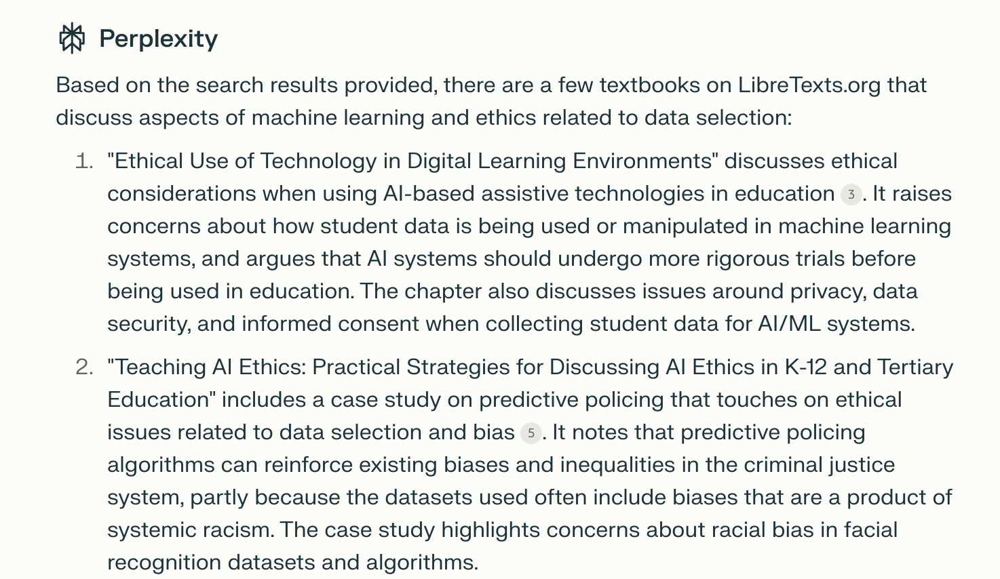 Perplexity
Based on the search results provided, there are a few textbooks on LibreTexts.org that
discuss aspects of machine learning and ethics related to data selection:
1. "Ethical Use of Technology in Digital Learning Environments" discusses ethical
considerations when using AI-based assistive technologies in education 3. It raises
concerns about how student data is being used or manipulated in machine learning
systems, and argues that AI systems should undergo more rigorous trials before
being used in education. The chapter also discusses issues around privacy, data
security, and informed consent when collecting student data for AI/ML systems.
2. "Teaching AI Ethics: Practical Strategies for Discussing AI Ethics in K-12 and Tertiary
Education" includes a case study on predictive policing that touches on ethical
issues related to data selection and bias 5. It notes that predictive policing
algorithms can reinforce existing biases and inequalities in the criminal justice
system, partly because the datasets used often include biases that are a product of
systemic racism. The case study highlights concerns about racial bias in facial
recognition datasets and algorithms.